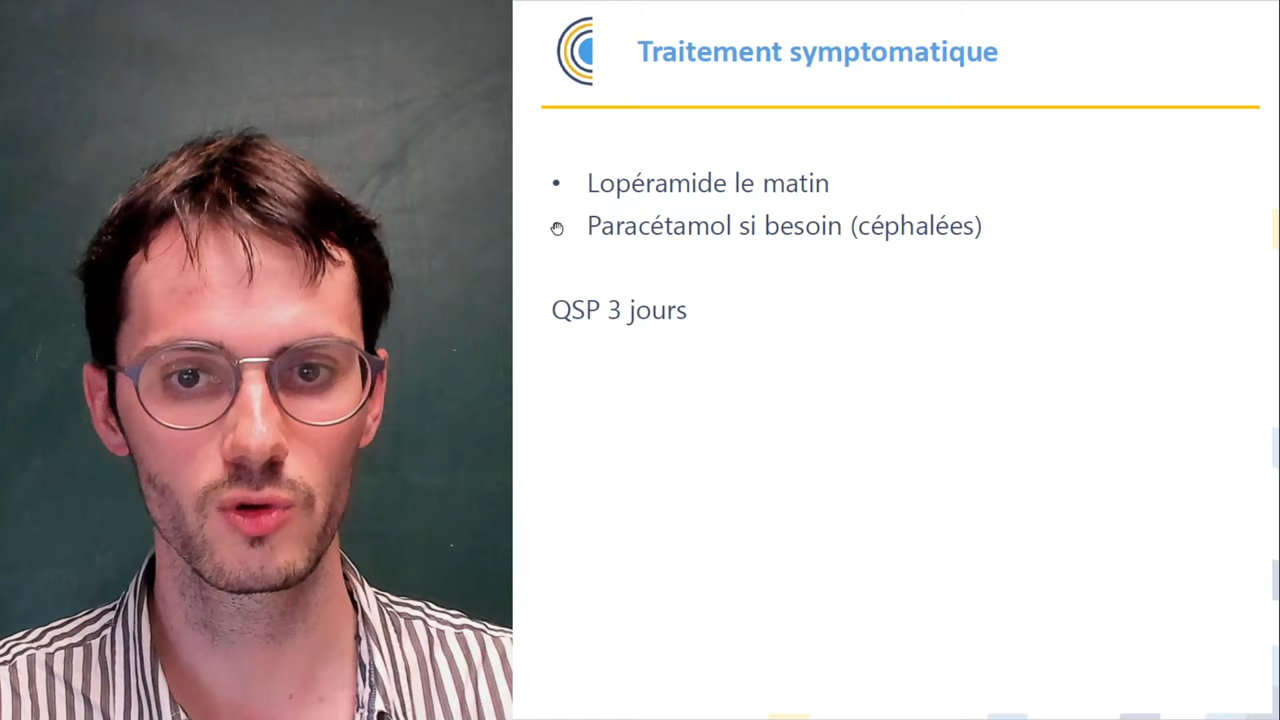 Traitement symptomatique
• Lopéramide le matin
Paracétamol si besoin (céphalées)
QSP 3 jours